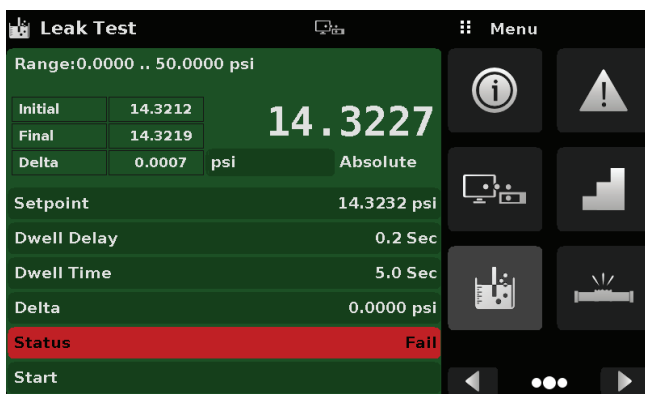 Leak Test
Menu
Range:0.0000 .. 50.0000 psi
Initial 14.3212
Final 14.3219
Delta 0.0007
14.3227
psi Absolute
Setpoint 14.3232 psi
Dwell Delay 0.2 Sec
Dwell Time 5.0 Sec
Delta 0.0000 psi
Status Fail
Start